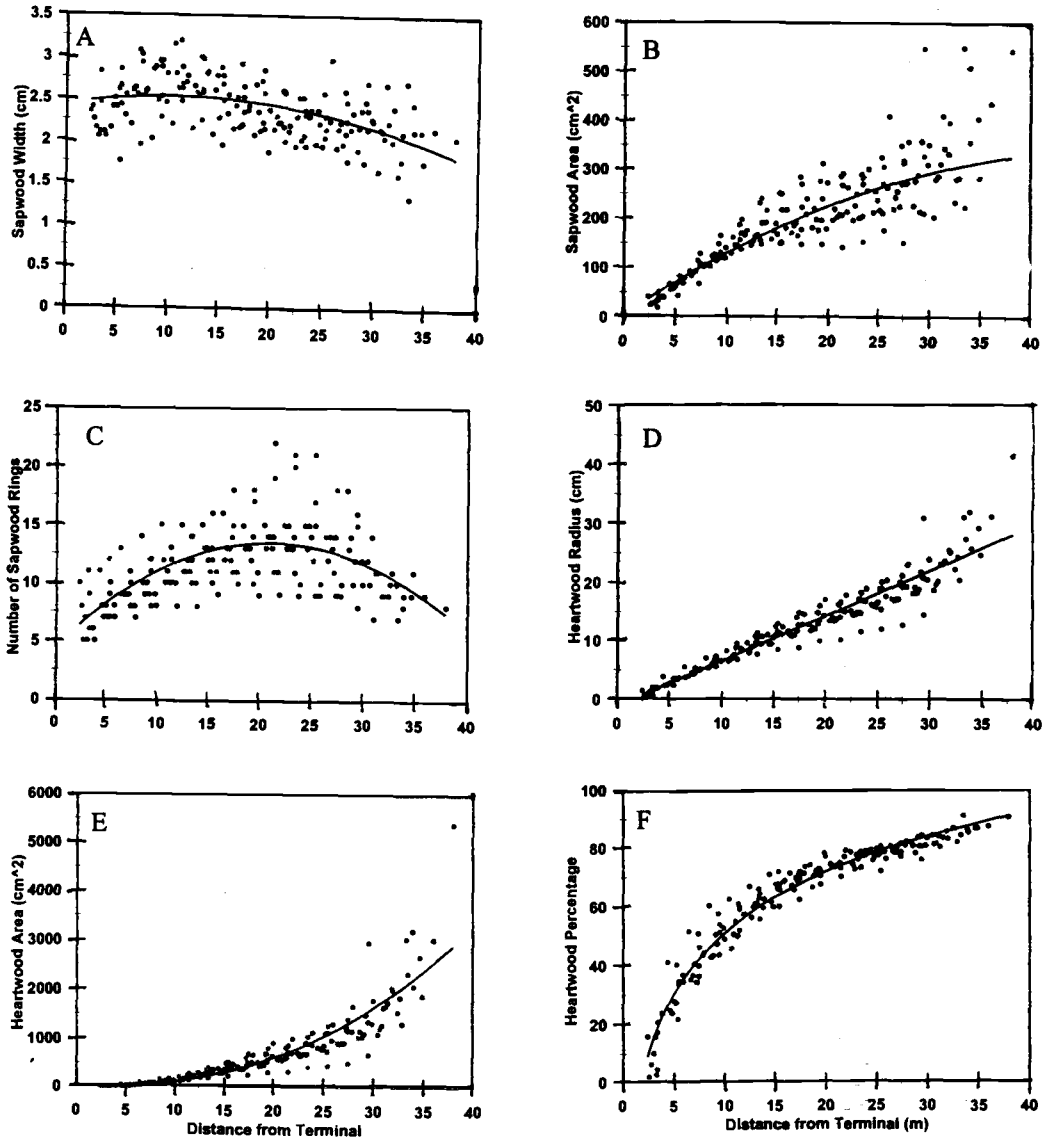 A
3.5
3
2.5
2
1.5
1
0.5
0
Sapwood Width (cm)
0 5 10 15 20 25 30 35 40
B
600
500
400
300
200
100
0
Sapwood Area (cm^2)
0 5 10 15 20 25 30 35 40
C
25
20
15
10
5
0
Number of Sapwood Rings
0 5 10 15 20 25 30 35 40
D
50
40
30
20
10
0
Heartwood Radius (cm)
0 5 10 15 20 25 30 35 40
E
6000
5000
4000
3000
2000
1000
0
Heartwood Area (cm^2)
0 5 10 15 20 25 30 35 40
Distance from Terminal
F
100
80
60
40
20
0
Heartwood Percentage
0 5 10 15 20 25 30 35 40
Distance from Terminal (m)